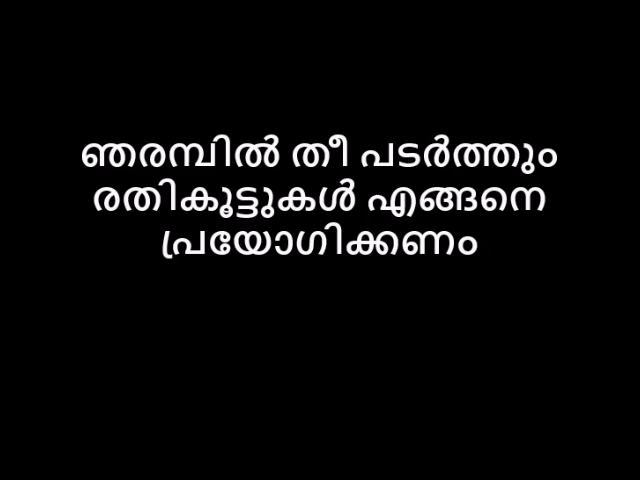 ഞരമ്പിൽ തീ പടർത്തും
രതികൂട്ടുകൾ എങ്ങനെ
പ്രയോഗിക്കണം